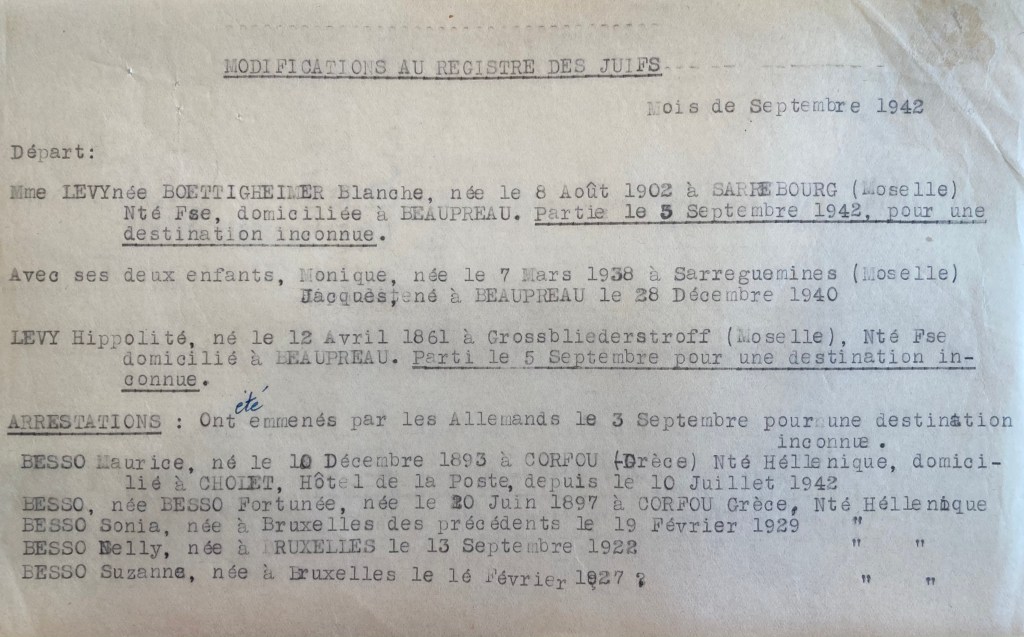 MODIFICATIONS AU REGISTRE DES JUIFS
Mois de Septembre 1942
Départ:
Mme LEVYnée BOETTIGHEIMER Blanche, née le 8 Août 1902 à SARREBOURG (Moselle)
Nté Fse, domiciliée à BEAUPREAU. Partie le 3 Septembre 1942, pour une
destination inconnue.
Avec ses deux enfants, Monique, née le 7 Mars 1938 à Sarreguemines (Moselle)
Jacques, né à BEAUPREAU le 28 Décembre 1940
LEVY Hippolité, né le 12 Avril 1861 à Grossbliederstroff (Moselle), Nté Fse
domicilié à BEAUPREAU. Parti le 5 Septembre pour une destination in-
connue.
été
ARRESTATIONS : Ont emmenés par les Allemands le 3 Septembre pour une destination
inconnue.
BESSO Maurice, né le 10 Décembre 1893 à CORFOU (Grèce) Nté Héllenique, domici-
lié à CHOLET, Hôtel de la Poste, depuis le 10 Juillet 1942
BESSO, née BESSO Fortunée, née le 20 Juin 1897 à CORFOU Grèce, Nté Héllenique
BESSO Sonia, née à Bruxelles des précédents le 19 Février 1929 "
BESSO Nelly, née à BRUXELLES le 13 Septembre 1922 " "
BESSO Suzanne, née à Bruxelles le 16 Février 1927 ? " "